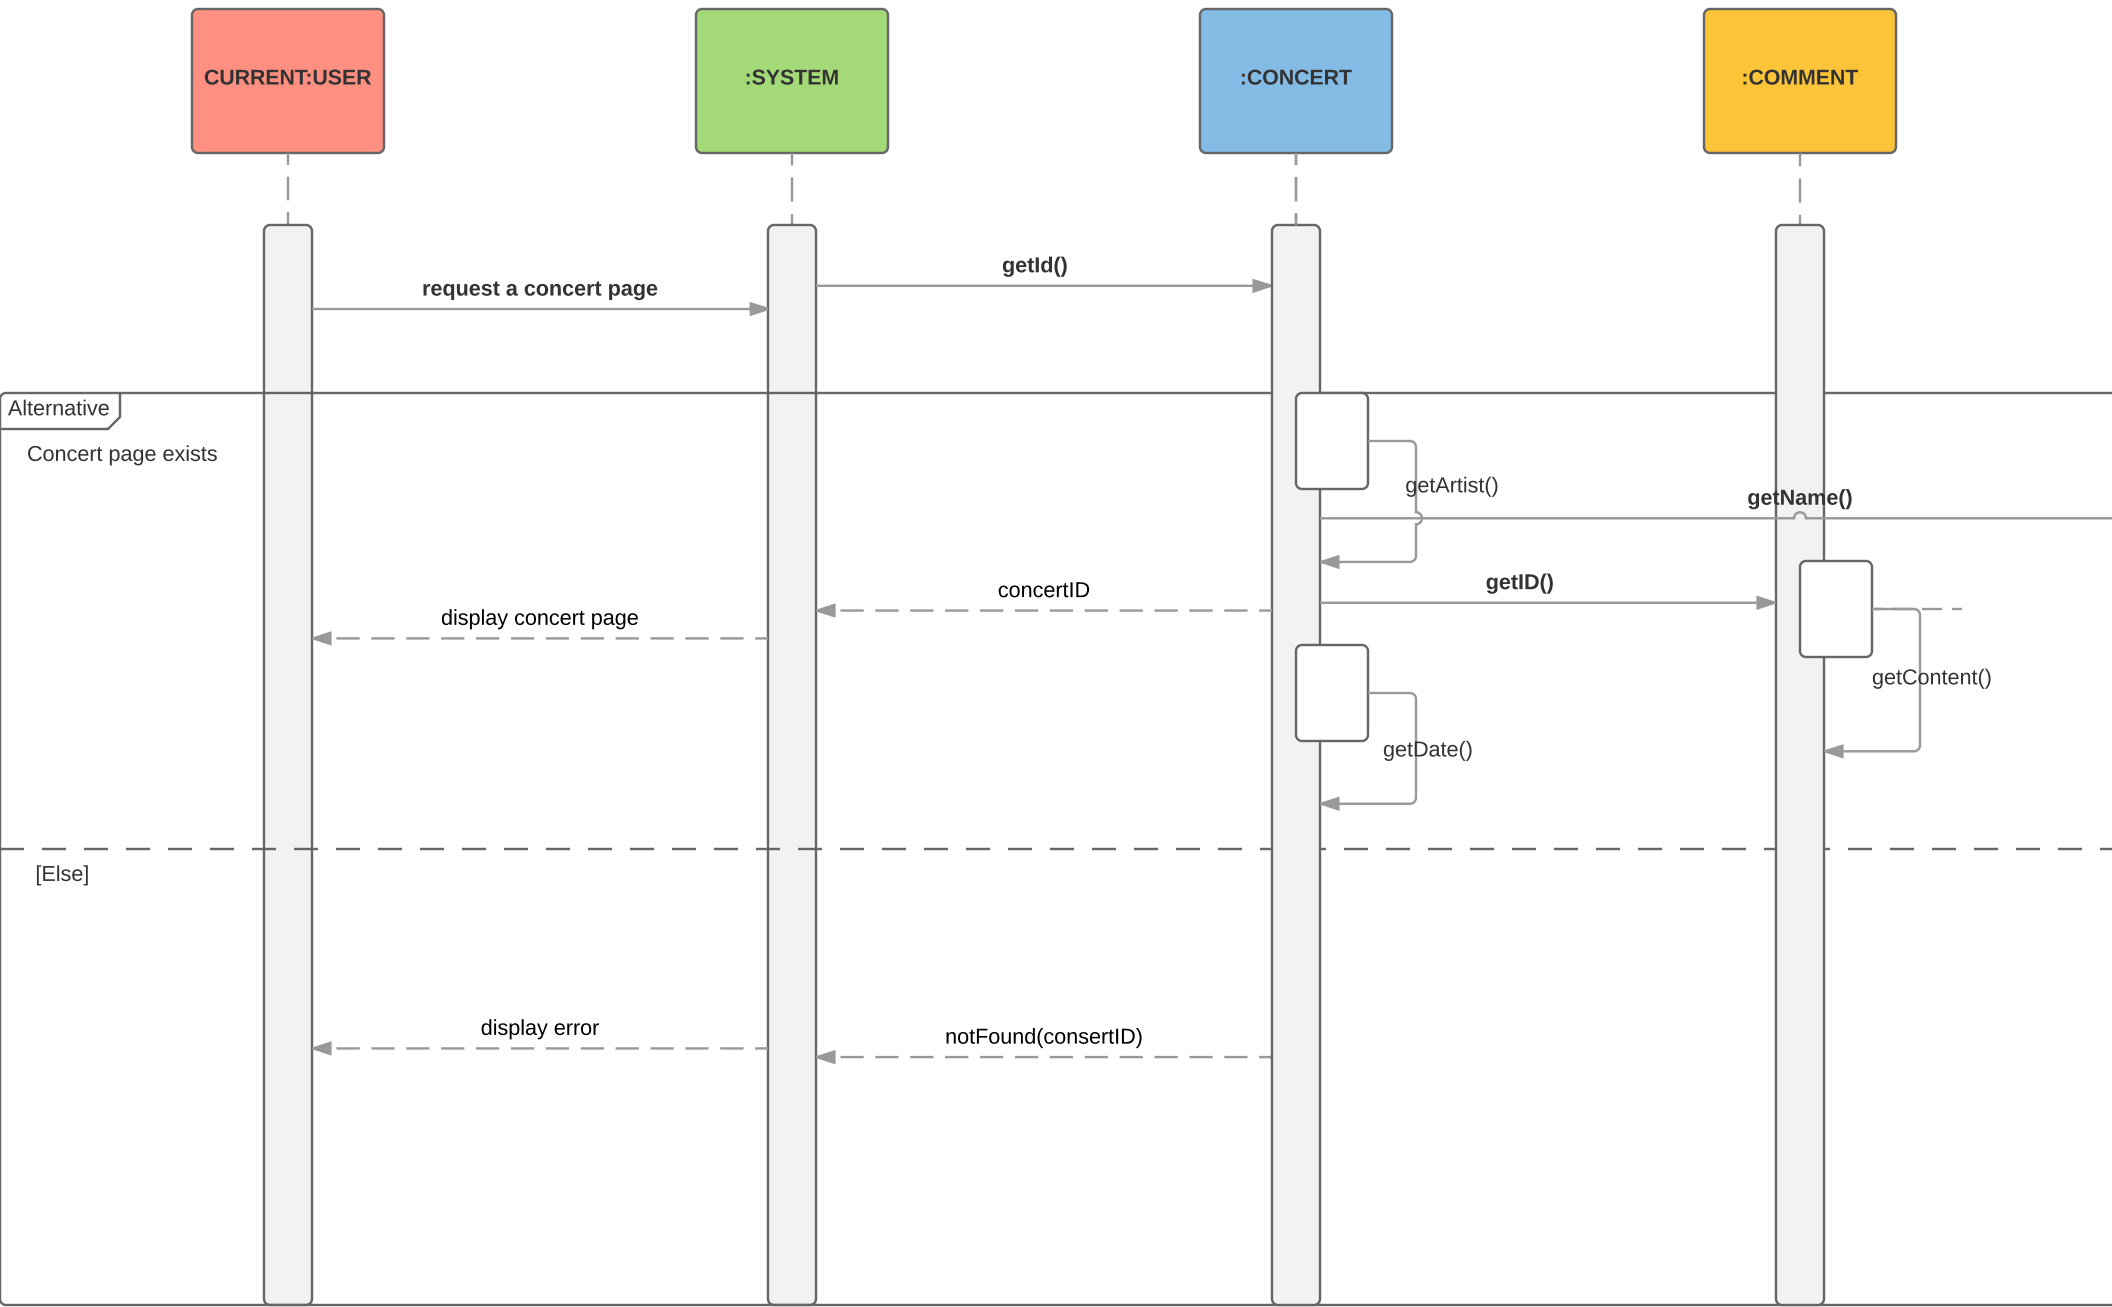 CURRENT:USER
:SYSTEM
:CONCERT
:COMMENT
getId()
request a concert page
Alternative
Concert page exists
getArtist()
getName()
getID()
concertID
display concert page
getContent()
getDate()
[Else]
display error
notFound(consertID)